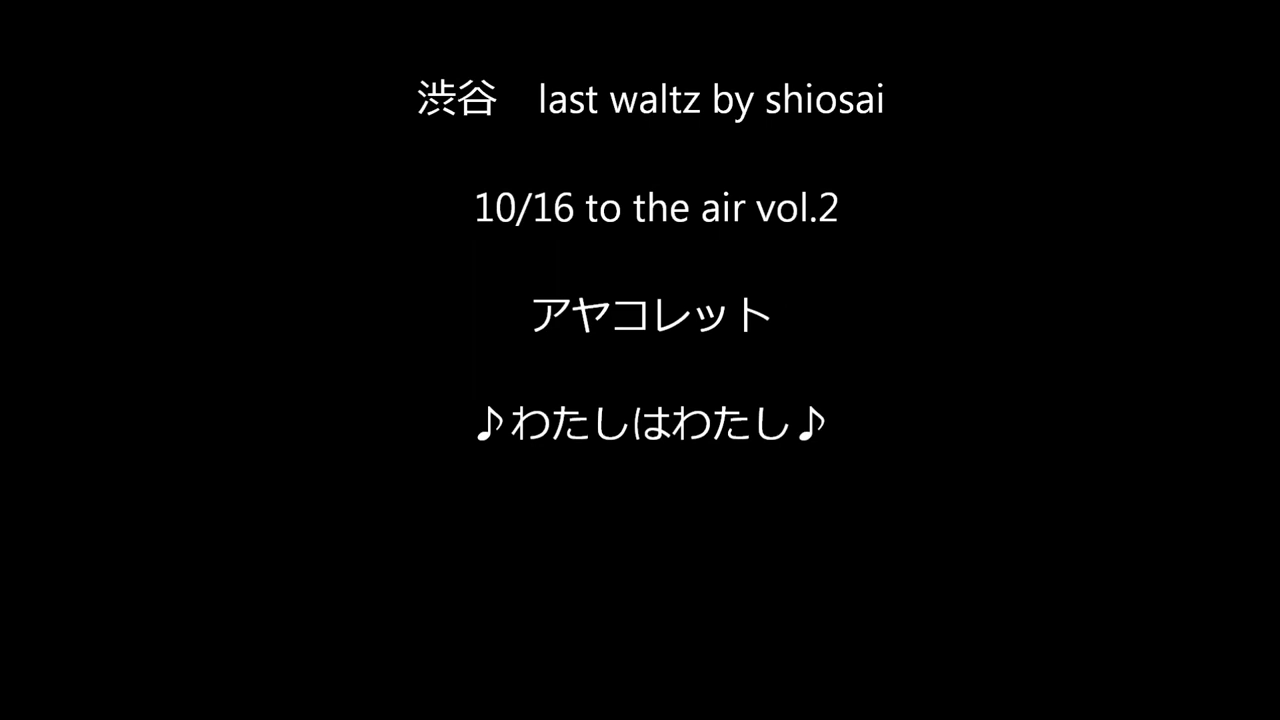 渋谷　last waltz by shiosai
10/16 to the air vol.2
アヤコレット
♪わたしはわたし♪